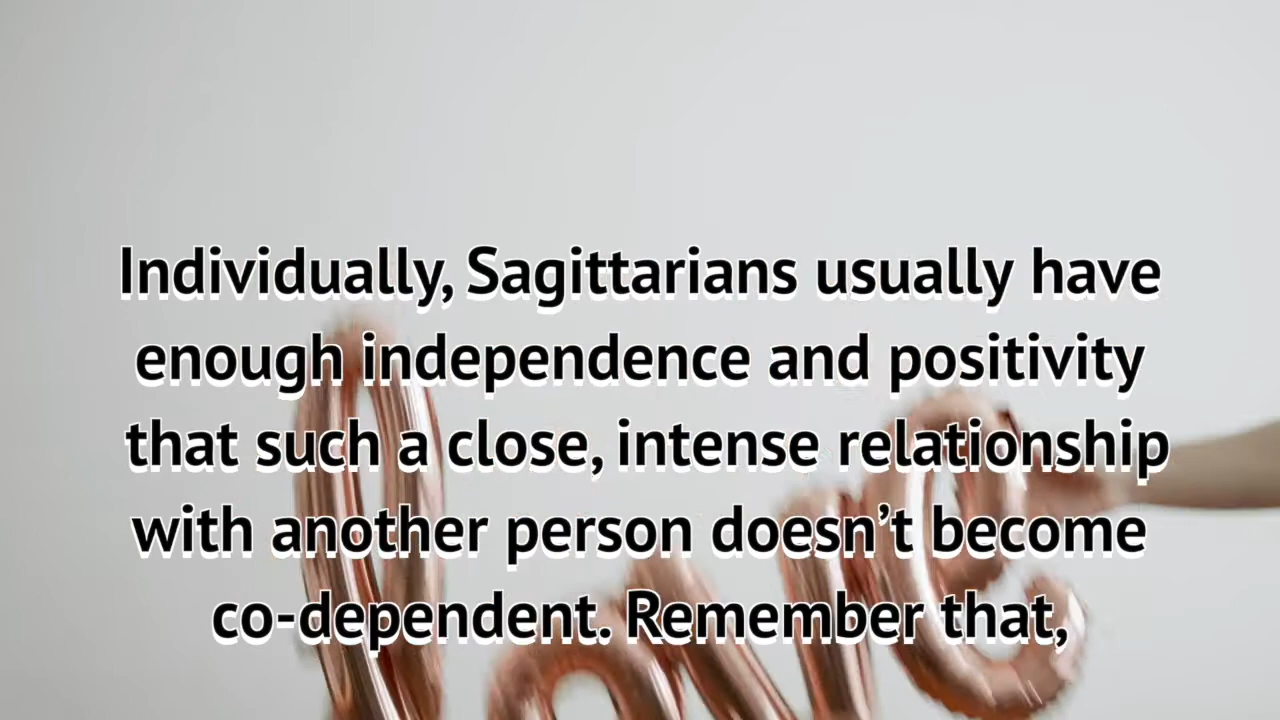 Individually, Sagittarians usually have
enough independence and positivity
that such a close, intense relationship
with another person doesn’t become
co-dependent. Remember that,
love